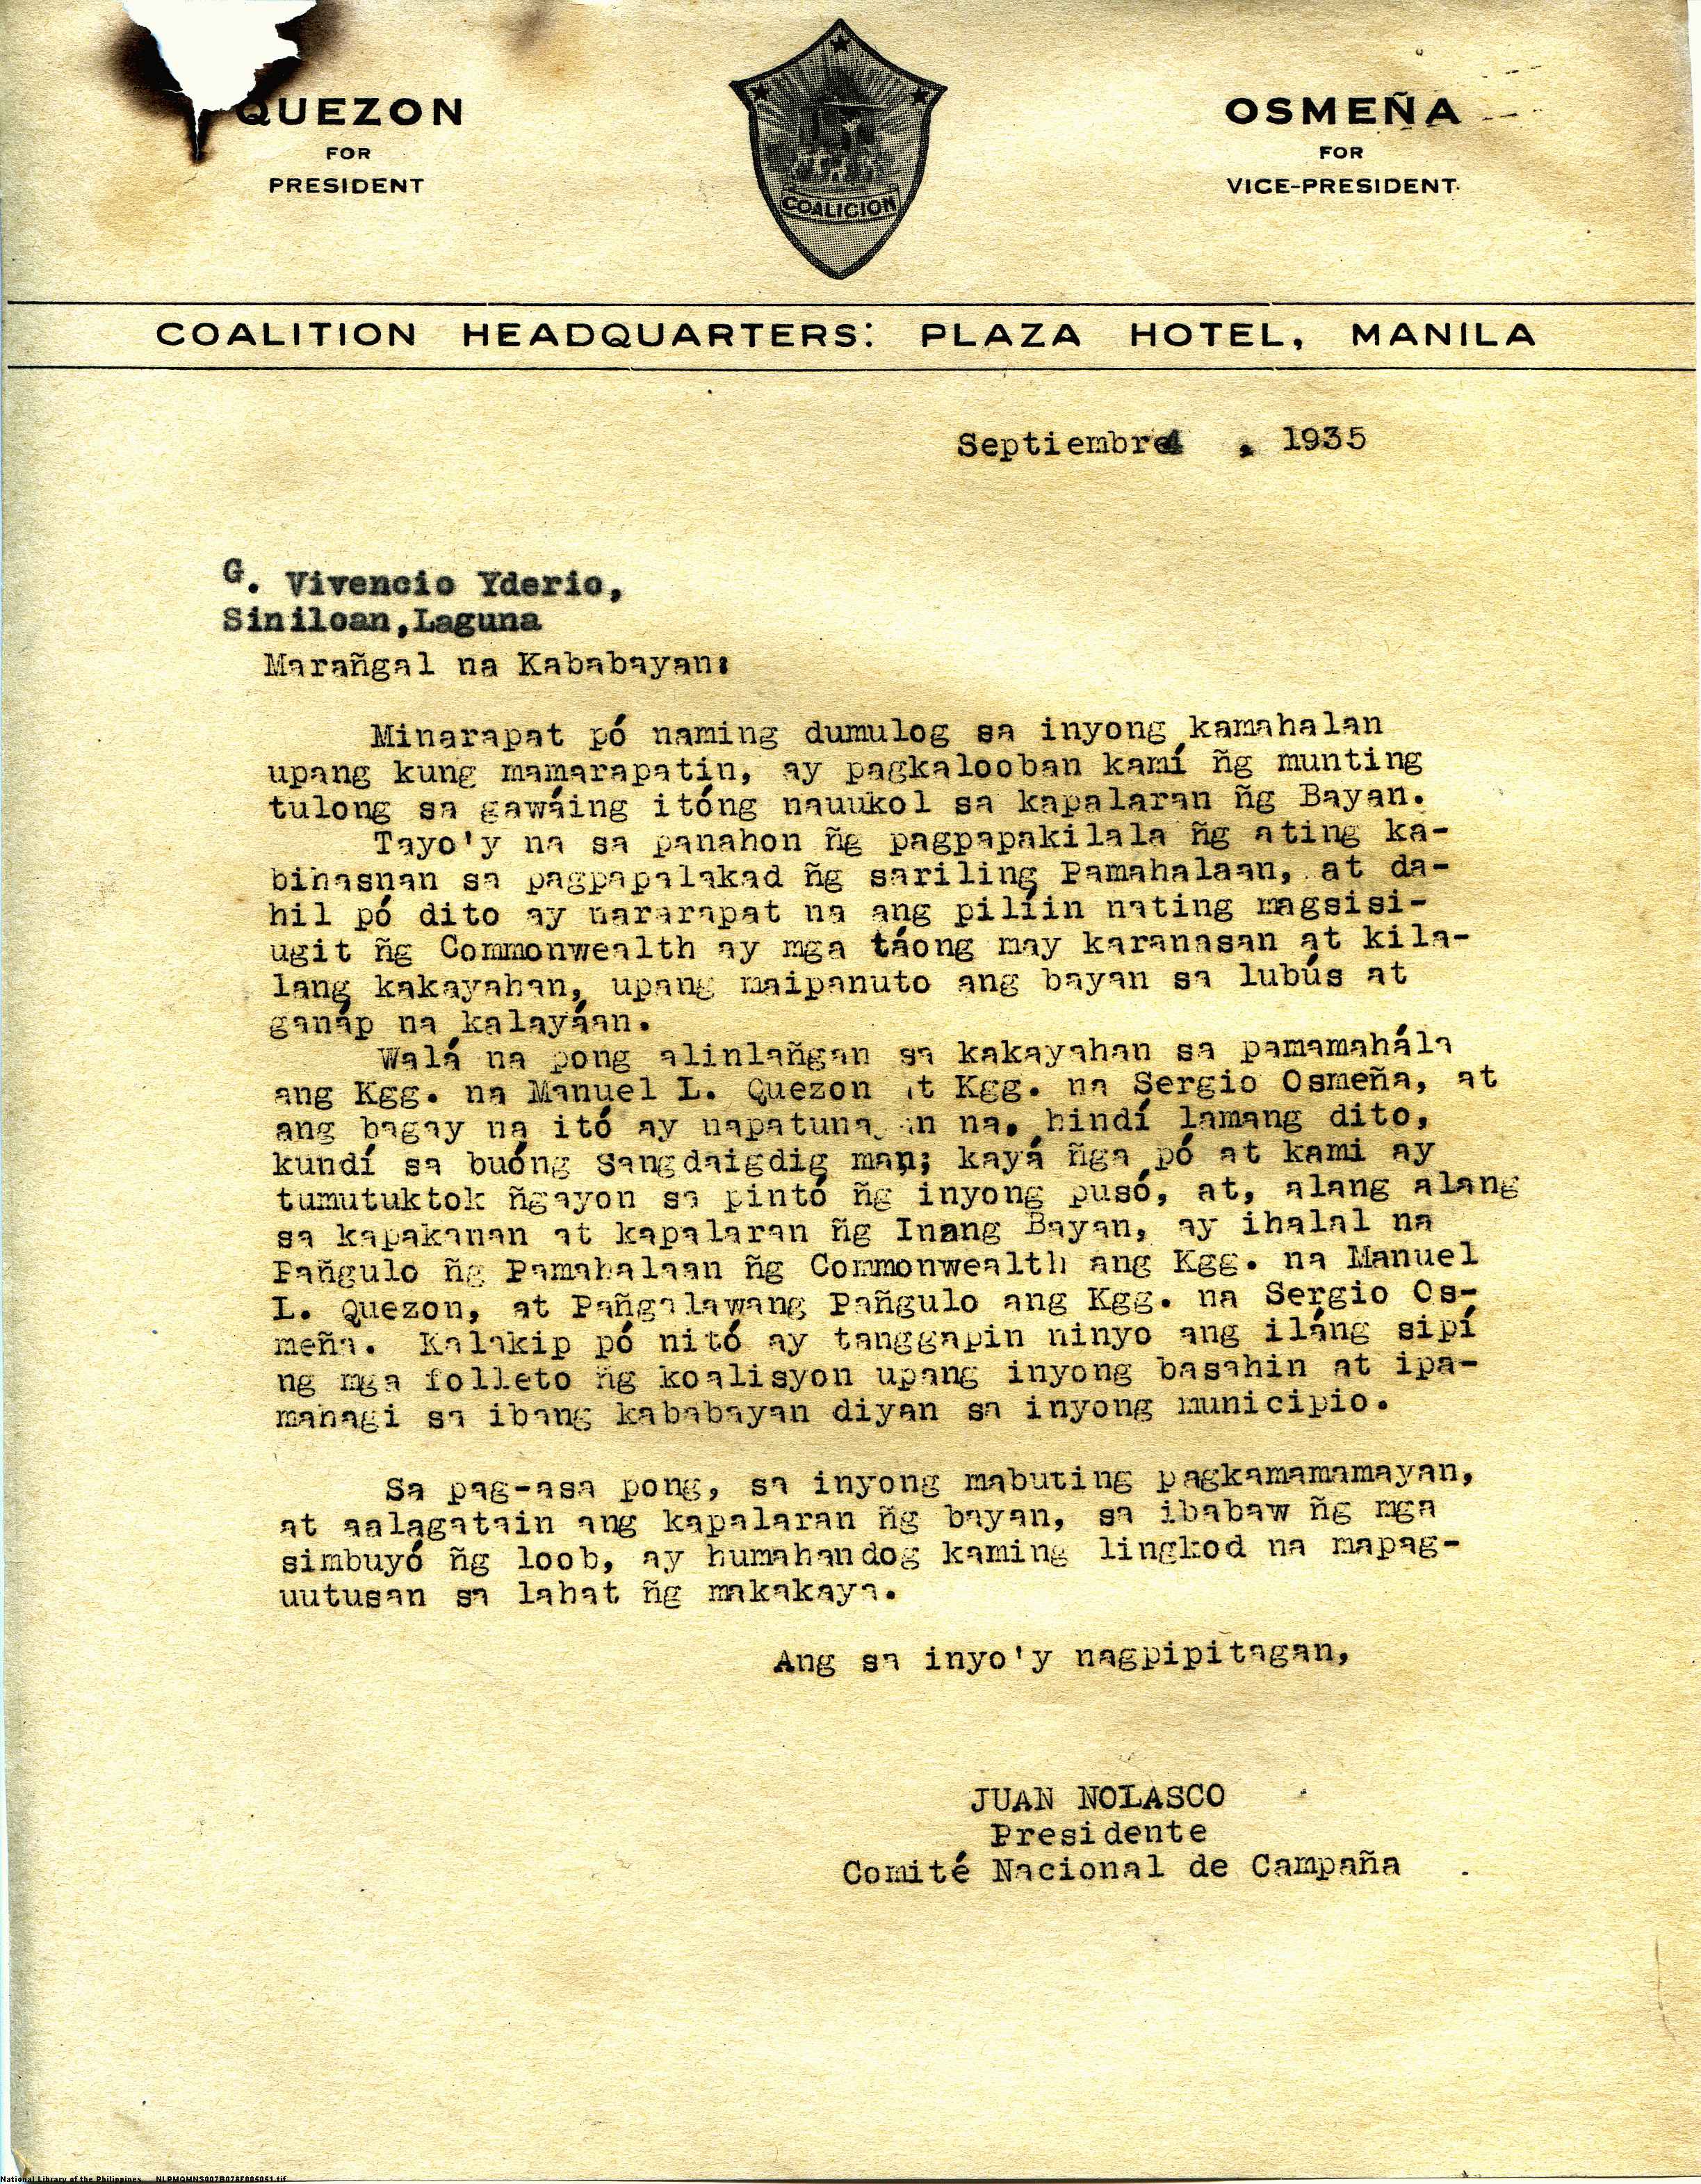 QUEZON
FOR
PRESIDENT
COALICION
OSMEÑA
FOR
VICE-PRESIDENT
COALITION HEADQUARTERS: PLAZA HOTEL, MANILA
Septiembre 4 , 1935
G. Vivencio Yderio,
Siniloan,Laguna
Marañgal na Kababayan:
Minarapat pó naming dumulog sa inyong kamahalan
upang kung mamarapatin, ay pagkalooban kamí ñg munting
tulong sa gawáing itóng nauukol sa kapalaran ñg Bayan.
Tayo'y na sa panahon ñg pagpapakilala ñg ating ka-
bihasnan sa pagpapalakad ñg sariling Pamahalaan, at da-
hil pó dito ay nararapat na ang pilíin nating magsisi-
ugit ñg Commonwealth ay mga táong may karanasan at kila-
lang kakayahan, upang maipanuto ang bayan sa lubús at
ganáp na kalayáan.
Walá na pong alinlañgan sa kakayahan sa pamamahála
ang Kgg. na Manuel L. Quezon at Kgg. na Sergio Osmeña, at
ang bagay na itó ay napatuna an na, hindí lamang dito,
kundí sa buóng Sangdaigdig man; kayá ñga pó at kami ay
tumutuktok ñgayon sa pintó ñg inyong pusó, at, alang alang
sa kapakanan at kapalaran ñg Inang Bayan, ay ihalal na
Pañgulo ñg Pamahalaan ñg Commonwealth ang Kgg. na Manuel
L. Quezon, at Pañgalawang Pañgulo ang Kgg. na Sergio Os-
meña. Kalakip pó nitó ay tanggapin ninyo ang iláng sipí
ng mga folleto ñg koalisyon upang inyong basahin at ipa-
mahagi sa ibang kababayan diyan sa inyong municipio.
Sa pag-asa pong, sa inyong mabuting pagkamamamayan,
at aalagatain ang kapalaran ñg bayan, sa ibabaw ñg mga
simbuyó ñg loob, ay humahandog kaming lingkod na mapag-
uutusan sa lahat ñg makakaya.
Ang sa inyo'y nagpipitagan,
JUAN NOLASCO
Presidente
Comité Nacional de Campaña
National Library of the Philippines NLPMQMNS007B078F005051.tif